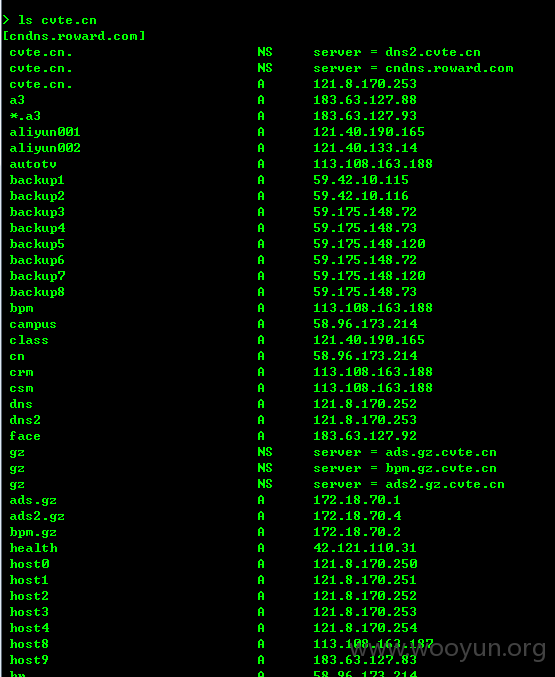 > ls cvte.cn
[cndns.roward.com]
cvte.cn. NS server = dns2.cvte.cn
cvte.cn. NS server = cndns.roward.com
cvte.cn. A 121.8.170.253
a3 A 183.63.127.88
*.a3 A 183.63.127.93
aliyun001 A 121.40.190.165
aliyun002 A 121.40.133.14
autotv A 113.108.163.188
backup1 A 59.42.10.115
backup2 A 59.42.10.116
backup3 A 59.175.148.72
backup4 A 59.175.148.73
backup5 A 59.175.148.120
backup6 A 59.175.148.72
backup7 A 59.175.148.120
backup8 A 59.175.148.73
bpm A 113.108.163.188
campus A 58.96.173.214
class A 121.40.190.165
cn A 58.96.173.214
crm A 113.108.163.188
csm A 113.108.163.188
dns A 121.8.170.252
dns2 A 121.8.170.253
face A 183.63.127.92
gz NS server = ads.gz.cvte.cn
gz NS server = bpm.gz.cvte.cn
gz NS server = ads2.gz.cvte.cn
ads.gz A 172.18.70.1
ads2.gz A 172.18.70.4
bpm.gz A 172.18.70.2
health A 42.121.110.31
host0 A 121.8.170.250
host1 A 121.8.170.251
host2 A 121.8.170.252
host3 A 121.8.170.253
host4 A 121.8.170.254
host8 A 113.108.163.187
host9 A 183.63.127.83
A 58.96.173.214
www.wooyun.org